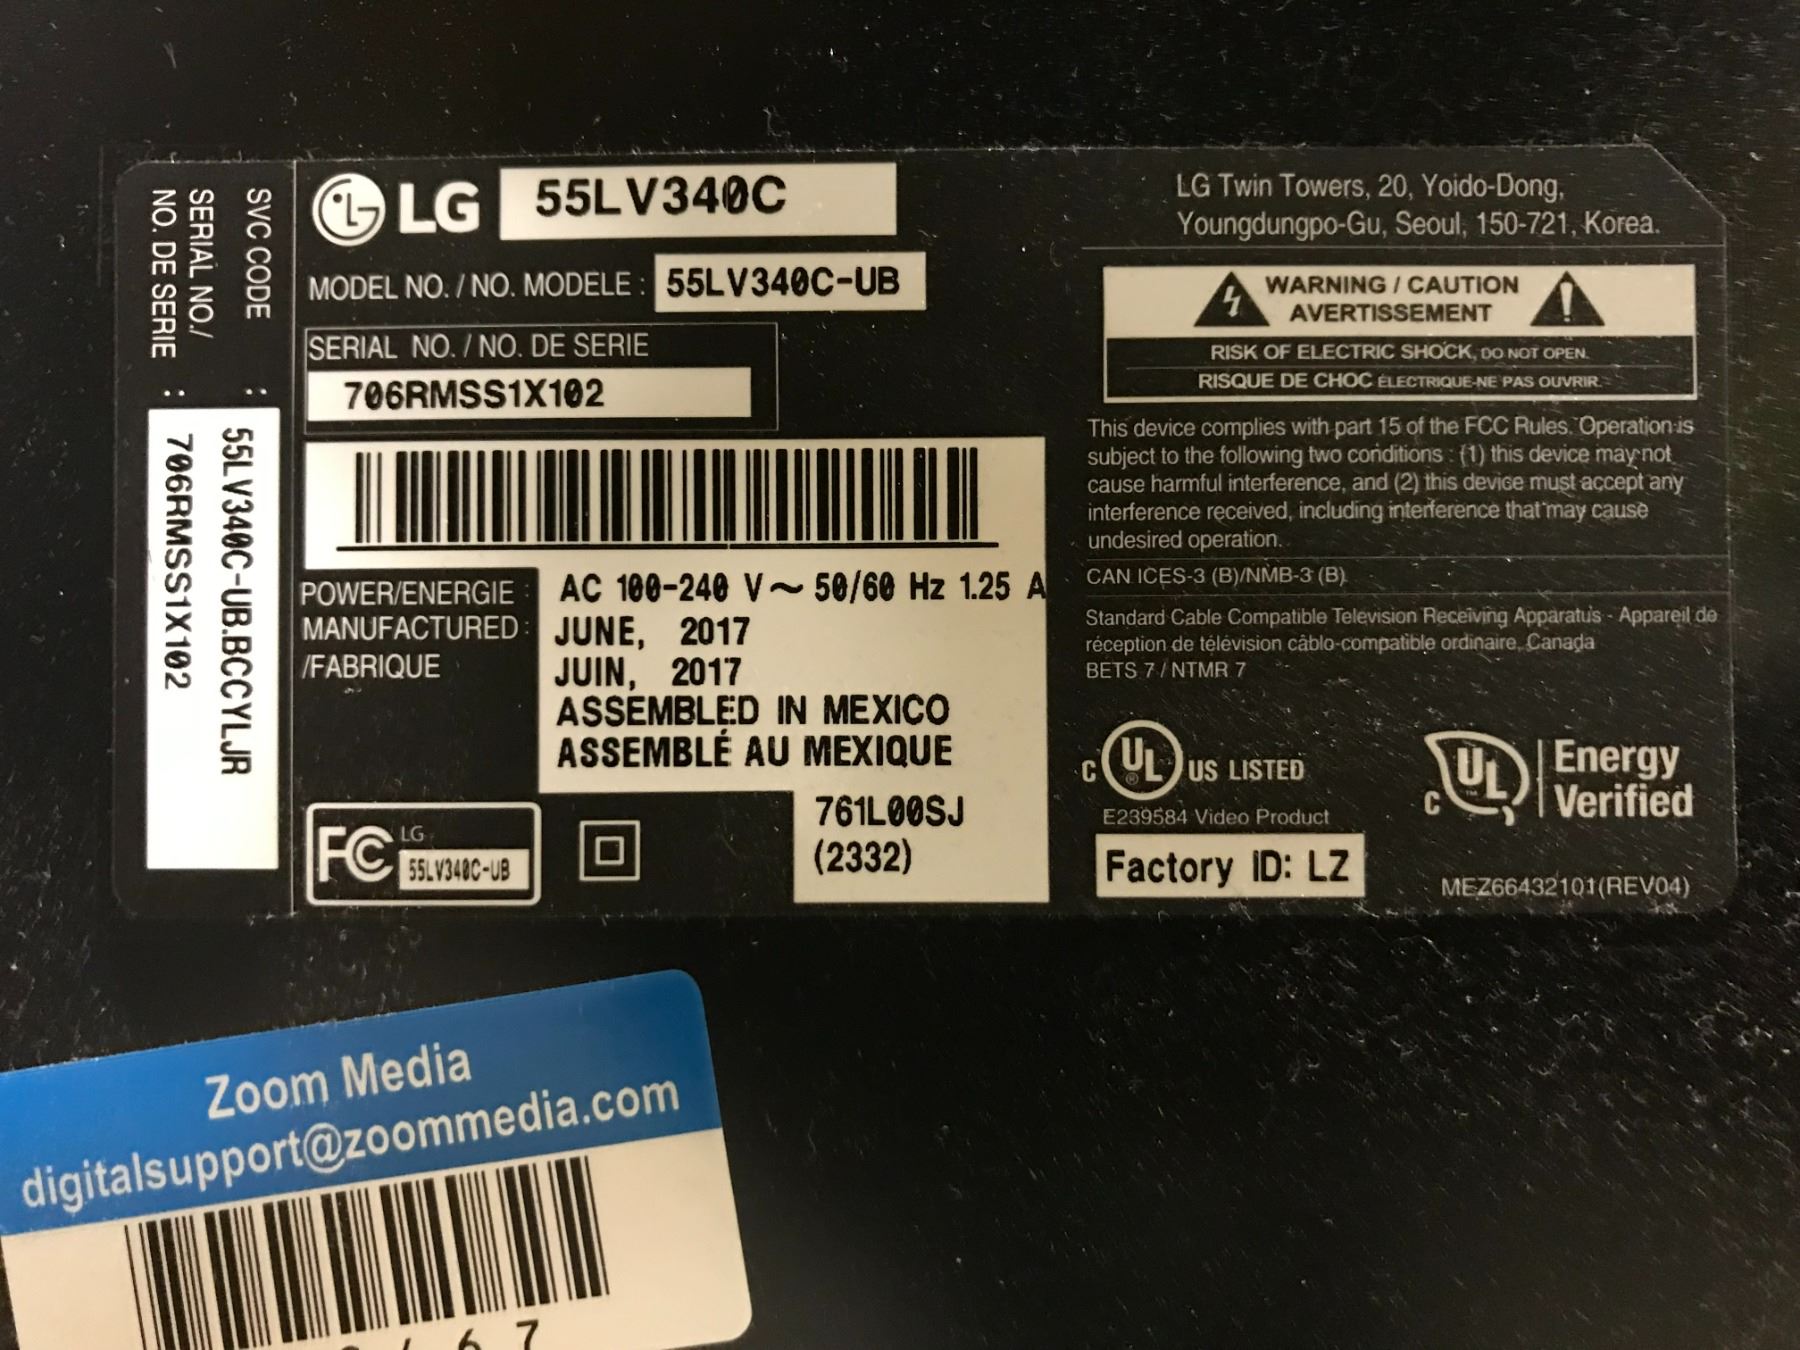 SVC CODE : 55LV340C-UB.BCCYLJR
SERIAL NO./
NO. DE SERIE : 706RMSS1X102
LG 55LV340C
MODEL NO. / NO. MODELE : 55LV340C-UB
SERIAL NO. / NO. DE SERIE
706RMSS1X102
POWER/ENERGIE : AC 100-240 V ~ 50/60 Hz 1.25 A
MANUFACTURED : JUNE, 2017
/FABRIQUE JUIN, 2017
ASSEMBLED IN MEXICO
ASSEMBLÉ AU MEXIQUE
761L00SJ
(2332)
FC LG
55LV340C-UB
LG Twin Towers, 20, Yoido-Dong,
Youngdungpo-Gu, Seoul, 150-721, Korea.
WARNING / CAUTION
AVERTISSEMENT
RISK OF ELECTRIC SHOCK, DO NOT OPEN.
RISQUE DE CHOC ÉLECTRIQUE-NE PAS OUVRIR.
This device complies with part 15 of the FCC Rules. Operation is
subject to the following two conditions : (1) this device may not
cause harmful interference, and (2) this device must accept any
interference received, including interference that may cause
undesired operation.
CAN ICES-3 (B)/NMB-3 (B)
Standard Cable Compatible Television Receiving Apparatus - Appareil de
réception de télévision câblo-compatible ordinaire, Canada
BETS 7 / NTMR 7
C UL ® US LISTED
E239584 Video Product
Factory ID: LZ
C UL ™ Energy
Verified
MEZ66432101(REV04)
Zoom Media
digitalsupport@zoommedia.com
6 7